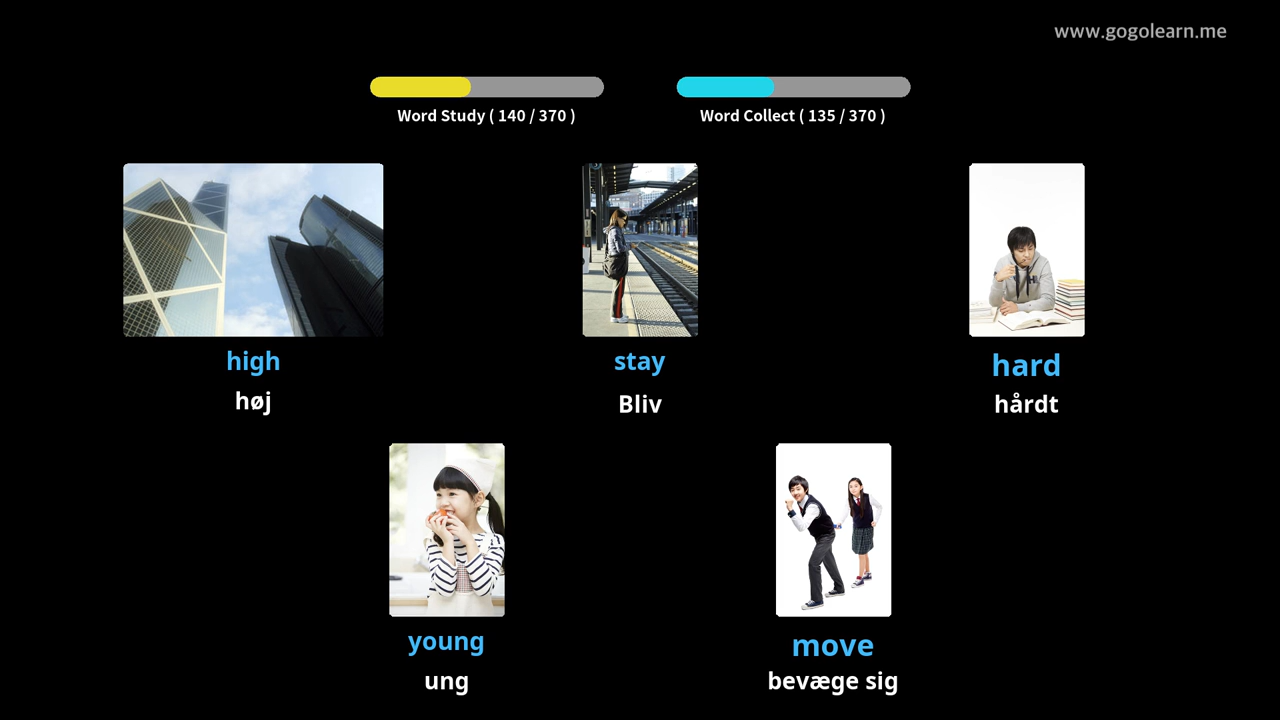 www.gogolearn.me
Word Study ( 140 / 370 )
Word Collect ( 135 / 370 )
high
høj
stay
Bliv
hard
hårdt
young
ung
move
bevæge sig